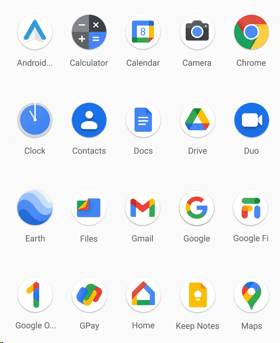 Android...
Calculator
Calendar
Camera
Chrome
8
Clock
Contacts
Docs
Drive
Duo
Earth
Files
Gmail
Google
Google Fi
Google O...
GPay
Home
Keep Notes
Maps